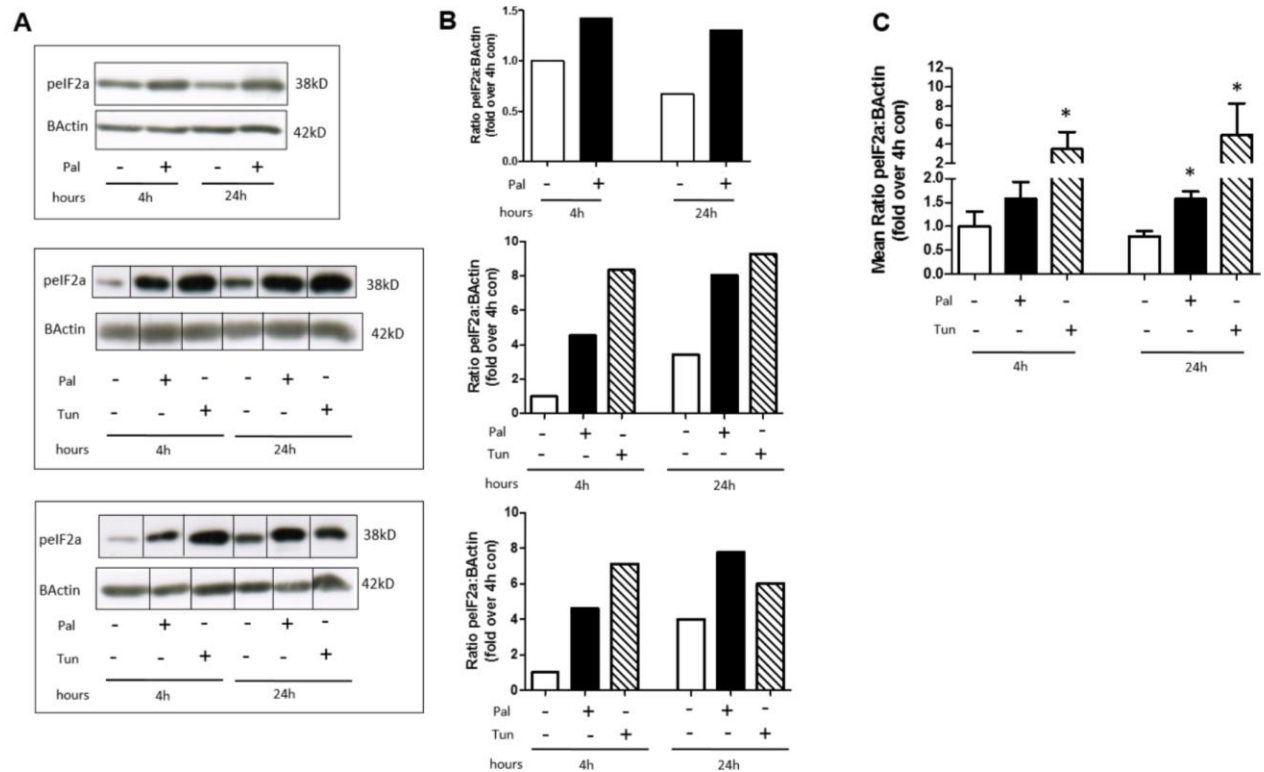 A
peIF2a 38kD
BActin 42kD
Pal - + - +
hours 4h 24h
peIF2a 38kD
BActin 42kD
Pal - + - - + -
Tun - - + - - +
hours 4h 24h
peIF2a 38kD
BActin 42kD
Pal - + - - + -
Tun - - + - - +
hours 4h 24h
B
Ratio peIF2a:BActin
(fold over 4h con)
1.5
1.0
0.5
0.0
Pal - + - +
hours 4h 24h
Ratio peIF2a:BActin
(fold over 4h con)
10
8
6
4
2
0
Pal - + - - + -
Tun - - + - - +
hours 4h 24h
Ratio peIF2a:BActin
(fold over 4h con)
10
8
6
4
2
0
Pal - + - - + -
Tun - - + - - +
hours 4h 24h
C
Mean Ratio peIF2a:BActin
(fold over 4h con)
12
10
8
6
4
2
2.0
1.5
1.0
0.5
0.0
* * *
Pal - + - - + -
Tun - - + - - +
4h 24h